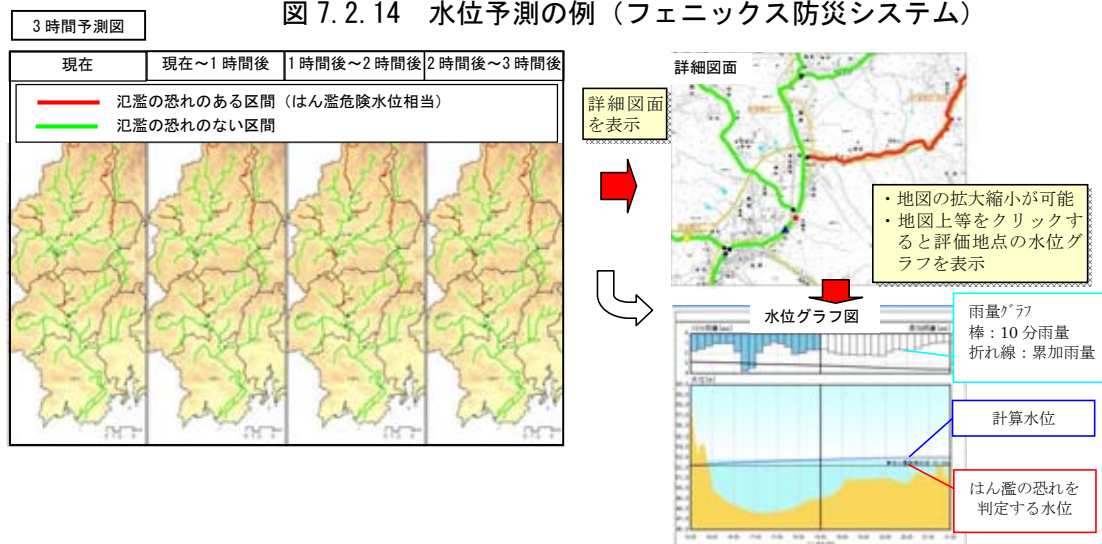 図 7.2.14　水位予測の例（フェニックス防災システム）
3時間予測図
現在
現在～1時間後
1時間後～2時間後
2時間後～3時間後
氾濫の恐れのある区間（はん濫危険水位相当）
氾濫の恐れのない区間
詳細図面
を表示
詳細図面
・地図の拡大縮小が可能
・地図上等をクリックす
ると評価地点の水位グ
ラフを表示
水位グラフ図
雨量ｸﾞﾗﾌ
棒：10 分雨量
折れ線：累加雨量
計算水位
はん濫の恐れを
判定する水位